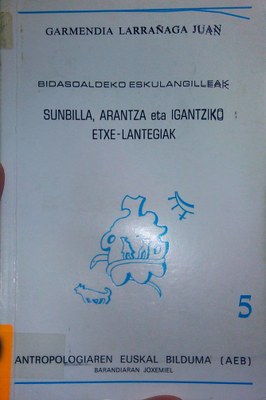 GARMENDIA LARRAÑAGA JUAN
BIDASOALDEKO ESKULANGILLEAK
SUNBILLA, ARANTZA eta IGANTZIKO
ETXE-LANTEGIAK
5
ANTROPOLOGIAREN EUSKAL BILDUMA (AEB)
BARANDIARAN JOXEMIEL